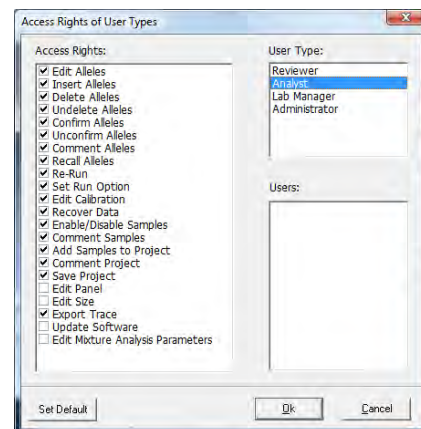 Access Rights of User Types
Access Rights:
Edit Alleles
Insert Alleles
Delete Alleles
Undelete Alleles
Confirm Alleles
Unconfirm Alleles
Comment Alleles
Recall Alleles
Re-Run
Set Run Option
Edit Calibration
Recover Data
Enable/Disable Samples
Comment Samples
Add Samples to Project
Comment Project
Save Project
Edit Panel
Edit Size
Export Trace
Update Software
Edit Mixture Analysis Parameters
User Type:
Reviewer
Analyst
Lab Manager
Administrator
Users:
Set Default
Ok
Cancel